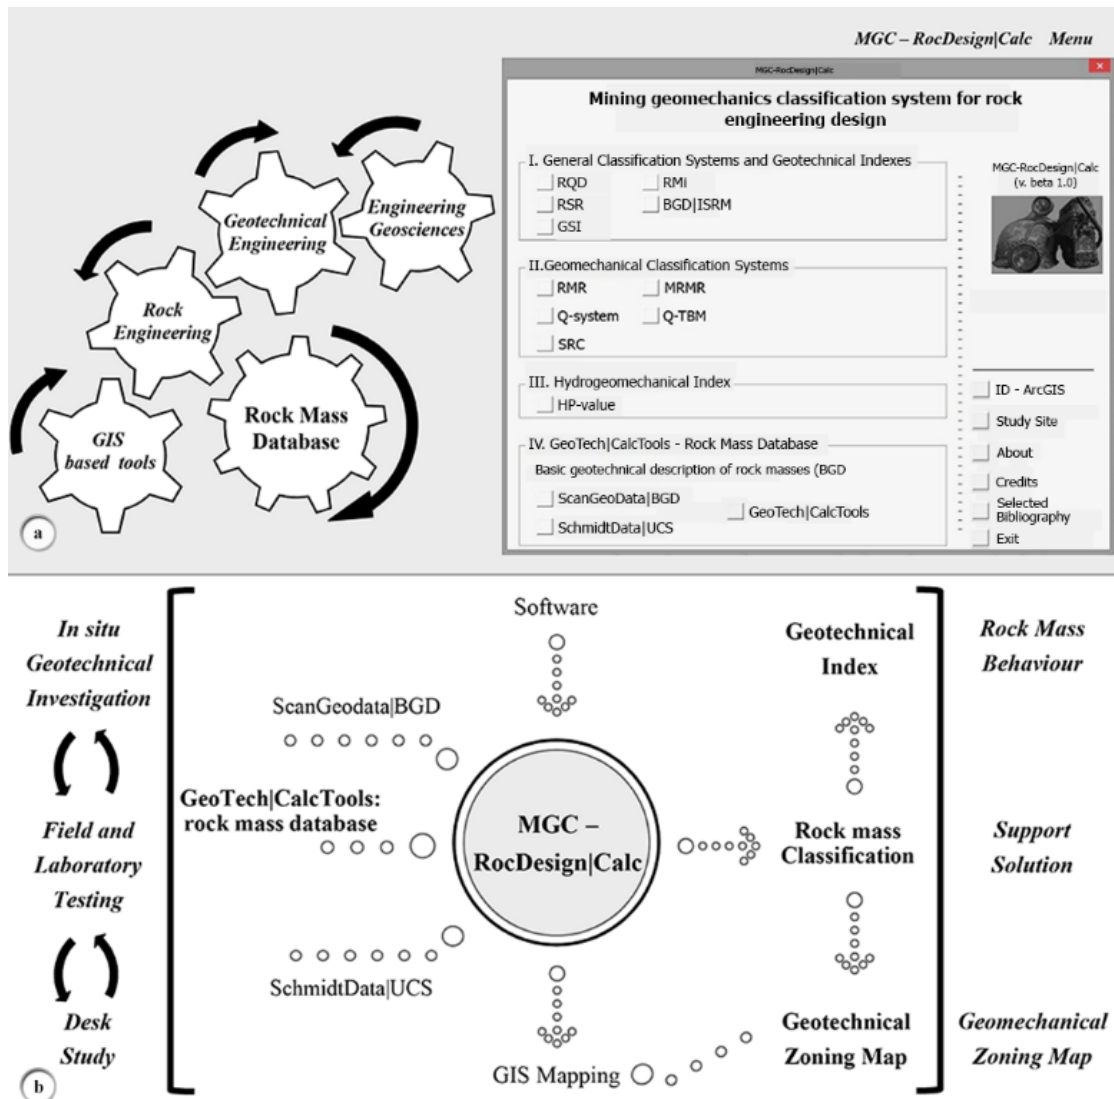 MGC – RocDesign|Calc Menu
MGC-RocDesign|Calc
x
Mining geomechanics classification system for rock
engineering design
I. General Classification Systems and Geotechnical Indexes
RQD
RMi
RSR
BGD|ISRM
GSI
II.Geomechanical Classification Systems
RMR
MRMR
Q-system
Q-TBM
SRC
III. Hydrogeomechanical Index
HP-value
IV. GeoTech|CalcTools - Rock Mass Database
Basic geotechnical description of rock masses (BGD
ScanGeoData|BGD
GeoTech|CalcTools
SchmidtData|UCS
MGC-RocDesign|Calc
(v. beta 1.0)
ID - ArcGIS
Study Site
About
Credits
Selected
Bibliography
Exit
Engineering
Geosciences
Geotechnical
Engineering
Rock
Engineering
Rock Mass
Database
GIS
based tools
a
In situ
Geotechnical
Investigation
Field and
Laboratory
Testing
Desk
Study
Software
ScanGeodata|BGD
GeoTech|CalcTools:
rock mass database
SchmidtData|UCS
MGC –
RocDesign|Calc
GIS Mapping
Geotechnical
Index
Rock mass
Classification
Geotechnical
Zoning Map
Rock Mass
Behaviour
Support
Solution
Geomechanical
Zoning Map
b